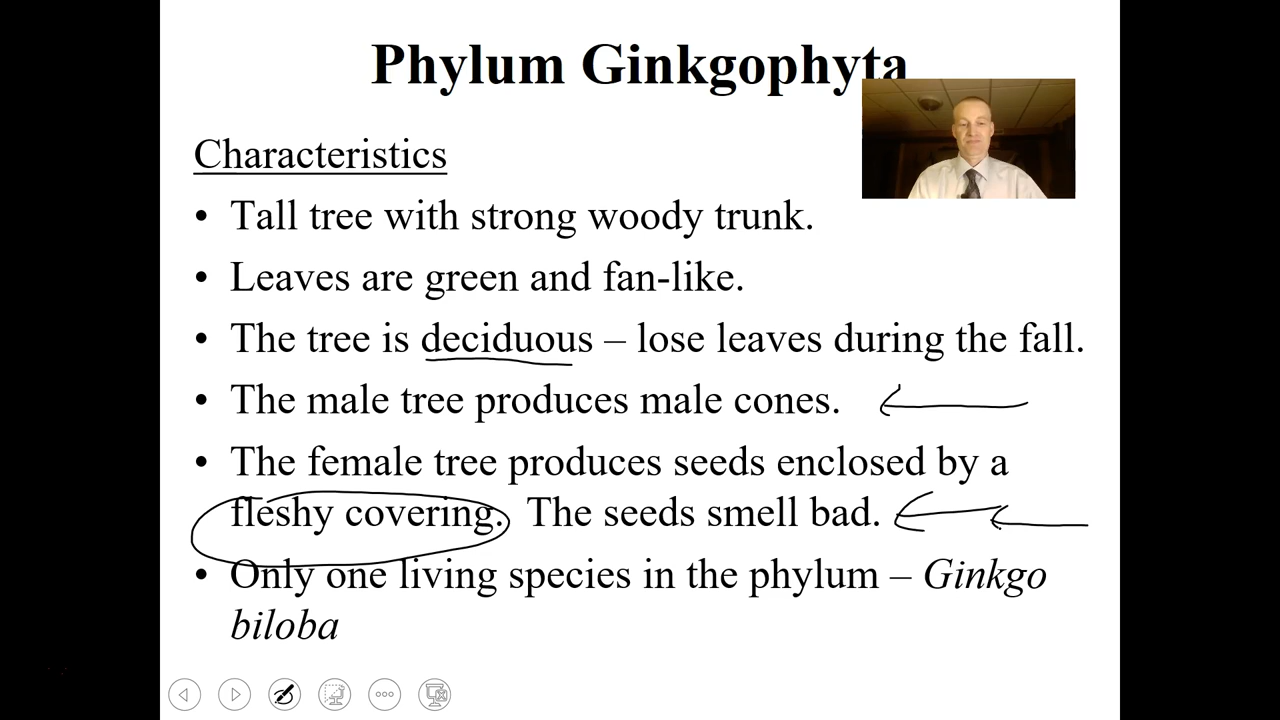 Phylum Ginkgophyta
Characteristics
• Tall tree with strong woody trunk.
• Leaves are green and fan-like.
• The tree is deciduous – lose leaves during the fall.
• The male tree produces male cones.
• The female tree produces seeds enclosed by a
fleshy covering. The seeds smell bad.
• Only one living species in the phylum – Ginkgo
biloba